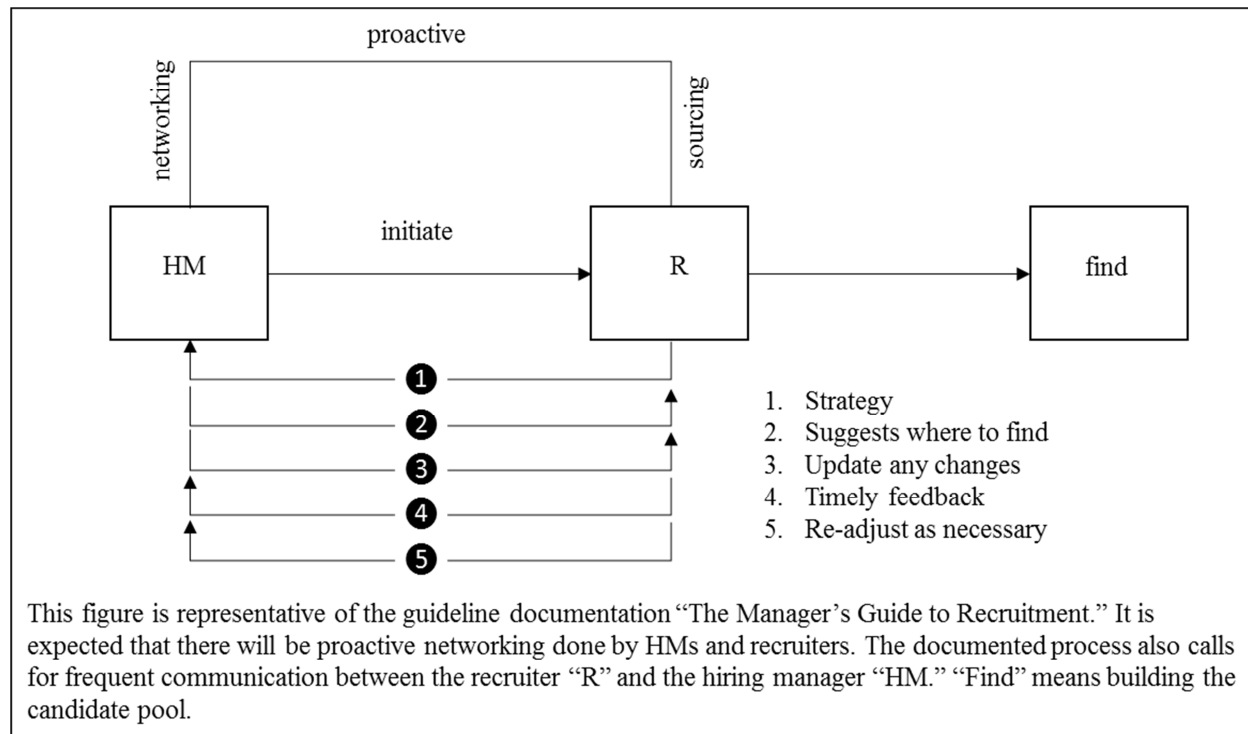 proactive
networking
sourcing
initiate
HM
R
find
1
2
3
4
5
1. Strategy
2. Suggests where to find
3. Update any changes
4. Timely feedback
5. Re-adjust as necessary
This figure is representative of the guideline documentation “The Manager’s Guide to Recruitment.” It is
expected that there will be proactive networking done by HMs and recruiters. The documented process also calls
for frequent communication between the recruiter “R” and the hiring manager “HM.” “Find” means building the
candidate pool.